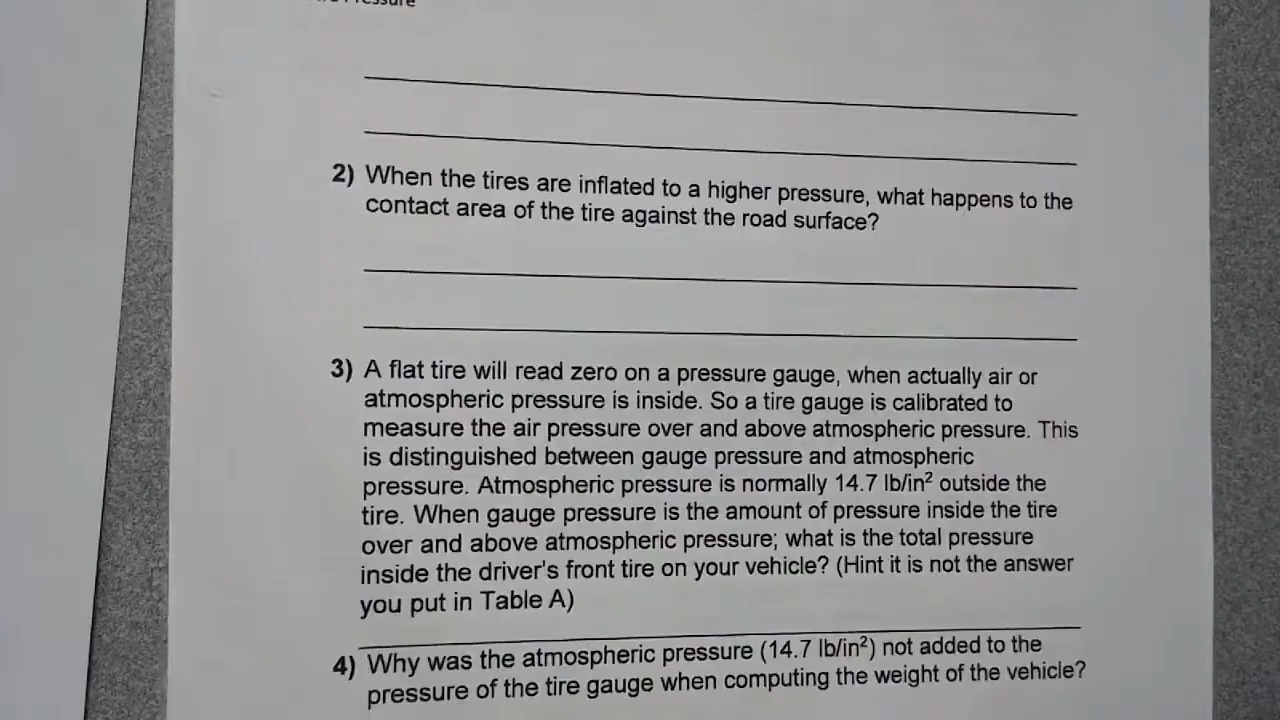 Pressure
2) When the tires are inflated to a higher pressure, what happens to the
contact area of the tire against the road surface?
3) A flat tire will read zero on a pressure gauge, when actually air or
atmospheric pressure is inside. So a tire gauge is calibrated to
measure the air pressure over and above atmospheric pressure. This
is distinguished between gauge pressure and atmospheric
pressure. Atmospheric pressure is normally 14.7 lb/in² outside the
tire. When gauge pressure is the amount of pressure inside the tire
over and above atmospheric pressure; what is the total pressure
inside the driver's front tire on your vehicle? (Hint it is not the answer
you put in Table A)
4) Why was the atmospheric pressure (14.7 lb/in²) not added to the
pressure of the tire gauge when computing the weight of the vehicle?